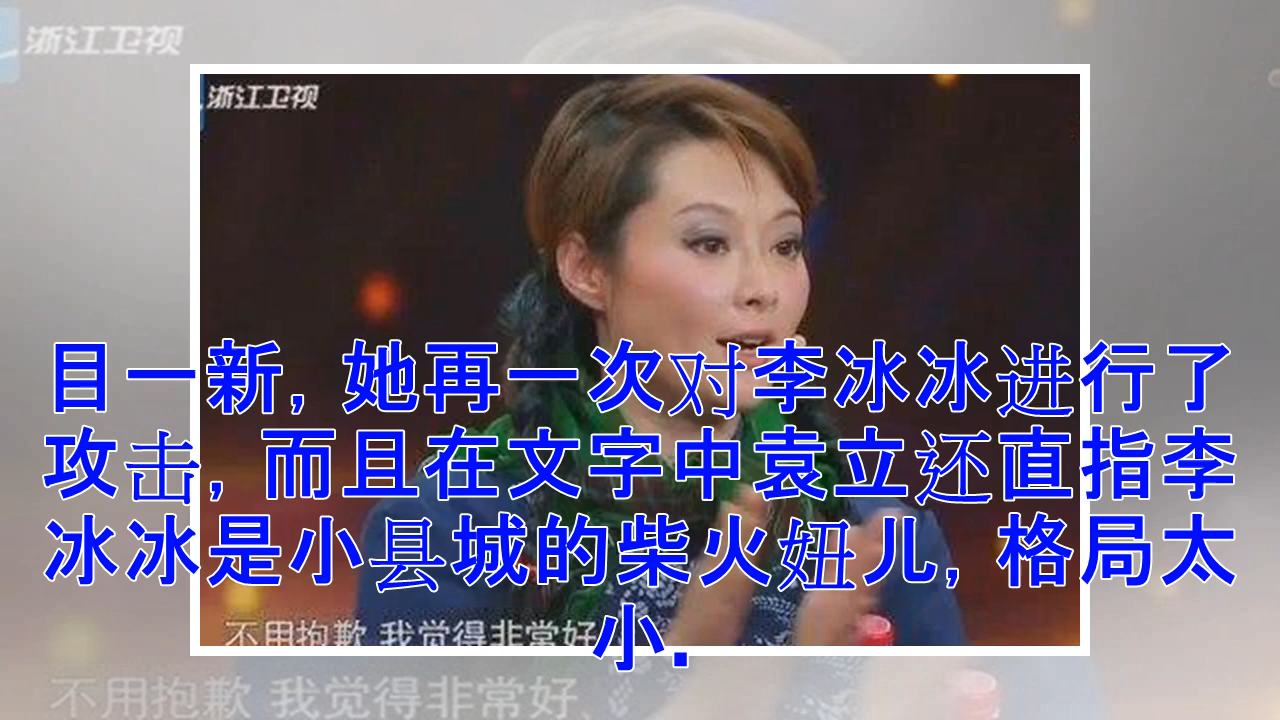 浙江卫视
浙江卫视
目一新, 她再一次对李冰冰进行了
攻击, 而且在文字中袁立还直指李
冰冰是小县城的柴火妞儿, 格局太
小.
不用抱歉 我觉得非常好
不用抱歉 我觉得非常好